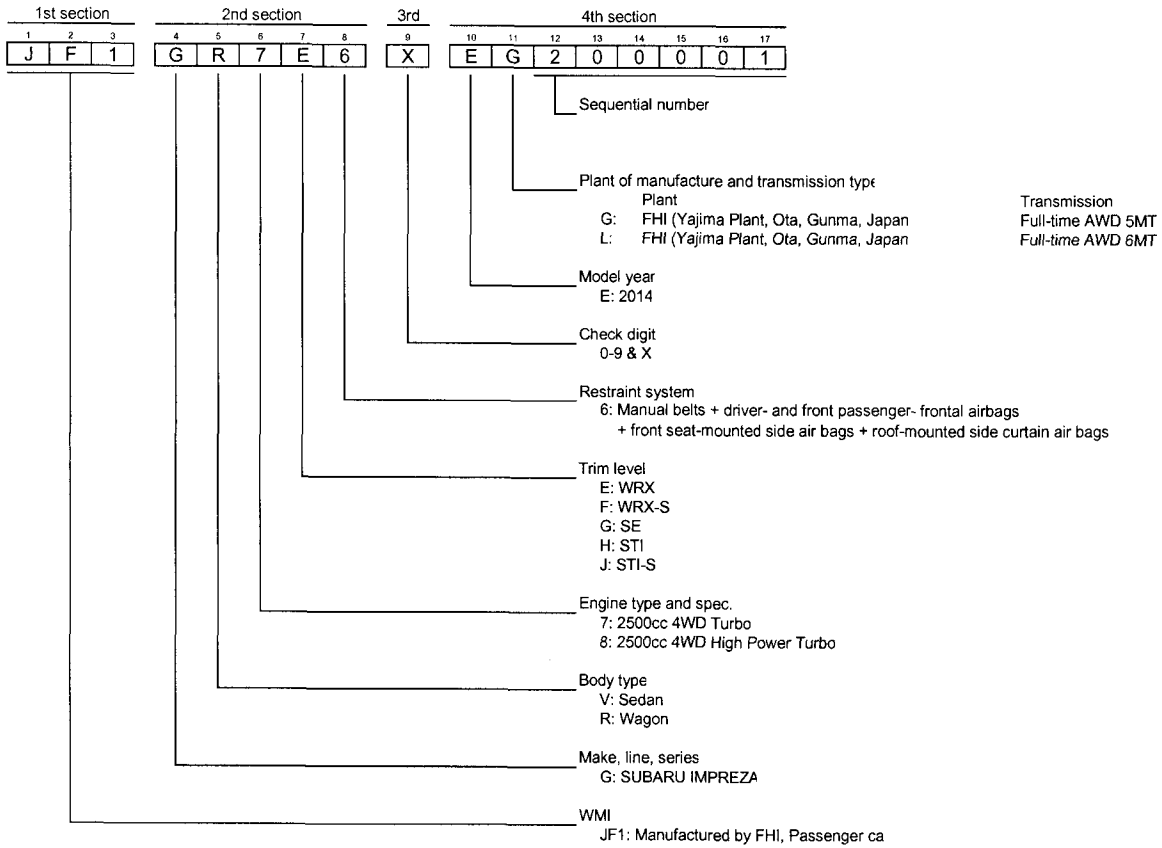 1st section 2nd section 3rd 4th section
1 2 3 4 5 6 7 8 9 10 11 12 13 14 15 16 17
J F 1 G R 7 E 6 X E G 2 0 0 0 0 1
Sequential number
Plant of manufacture and transmission type
Plant Transmission
G: FHI (Yajima Plant, Ota, Gunma, Japan Full-time AWD 5MT
L: FHI (Yajima Plant, Ota, Gunma, Japan Full-time AWD 6MT
Model year
E: 2014
Check digit
0-9 & X
Restraint system
6: Manual belts + driver- and front passenger- frontal airbags
+ front seat-mounted side air bags + roof-mounted side curtain air bags
Trim level
E: WRX
F: WRX-S
G: SE
H: STI
J: STI-S
Engine type and spec.
7: 2500cc 4WD Turbo
8: 2500cc 4WD High Power Turbo
Body type
V: Sedan
R: Wagon
Make, line, series
G: SUBARU IMPREZA
WMI
JF1: Manufactured by FHI, Passenger ca